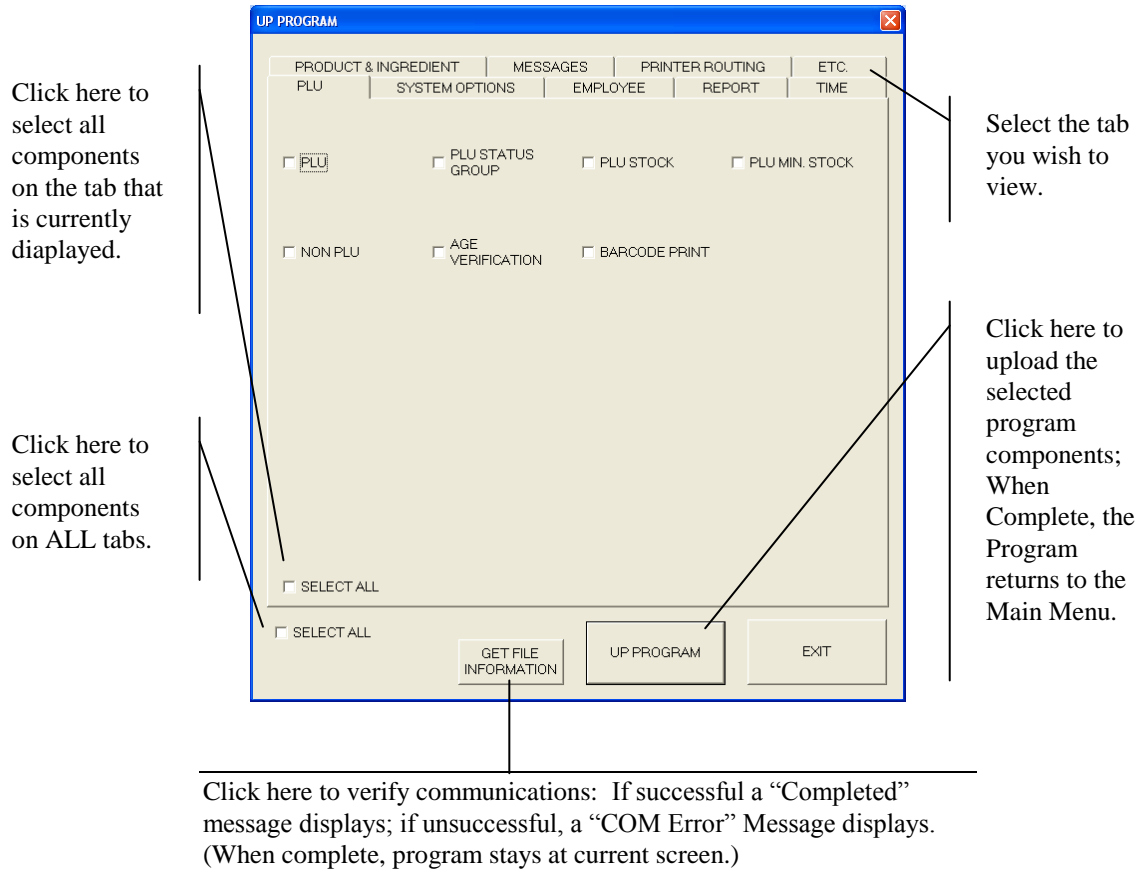 UP PROGRAM
PRODUCT & INGREDIENT
MESSAGES
PRINTER ROUTING
ETC.
PLU
SYSTEM OPTIONS
EMPLOYEE
REPORT
TIME
PLU
PLU STATUS
GROUP
PLU STOCK
PLU MIN. STOCK
NON PLU
AGE
VERIFICATION
BARCODE PRINT
SELECT ALL
SELECT ALL
GET FILE
INFORMATION
UP PROGRAM
EXIT
Click here to
select all
components
on the tab that
is currently
diaplayed.
Click here to
select all
components
on ALL tabs.
Select the tab
you wish to
view.
Click here to
upload the
selected
program
components;
When
Complete, the
Program
returns to the
Main Menu.
Click here to verify communications:  If successful a “Completed”
message displays; if unsuccessful, a “COM Error” Message displays.
(When complete, program stays at current screen.)